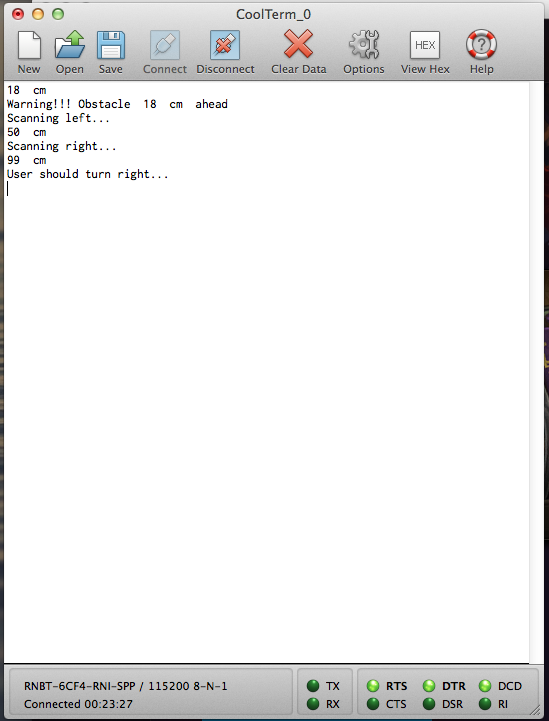 CoolTerm_0
New Open Save Connect Disconnect Clear Data Options HEX View Hex ? Help
18 cm
Warning!!! Obstacle 18 cm ahead
Scanning left...
50 cm
Scanning right...
99 cm
User should turn right...
RNBT-6CF4-RNI-SPP / 115200 8-N-1
Connected 00:23:27
TX RTS DTR DCD
RX CTS DSR RI